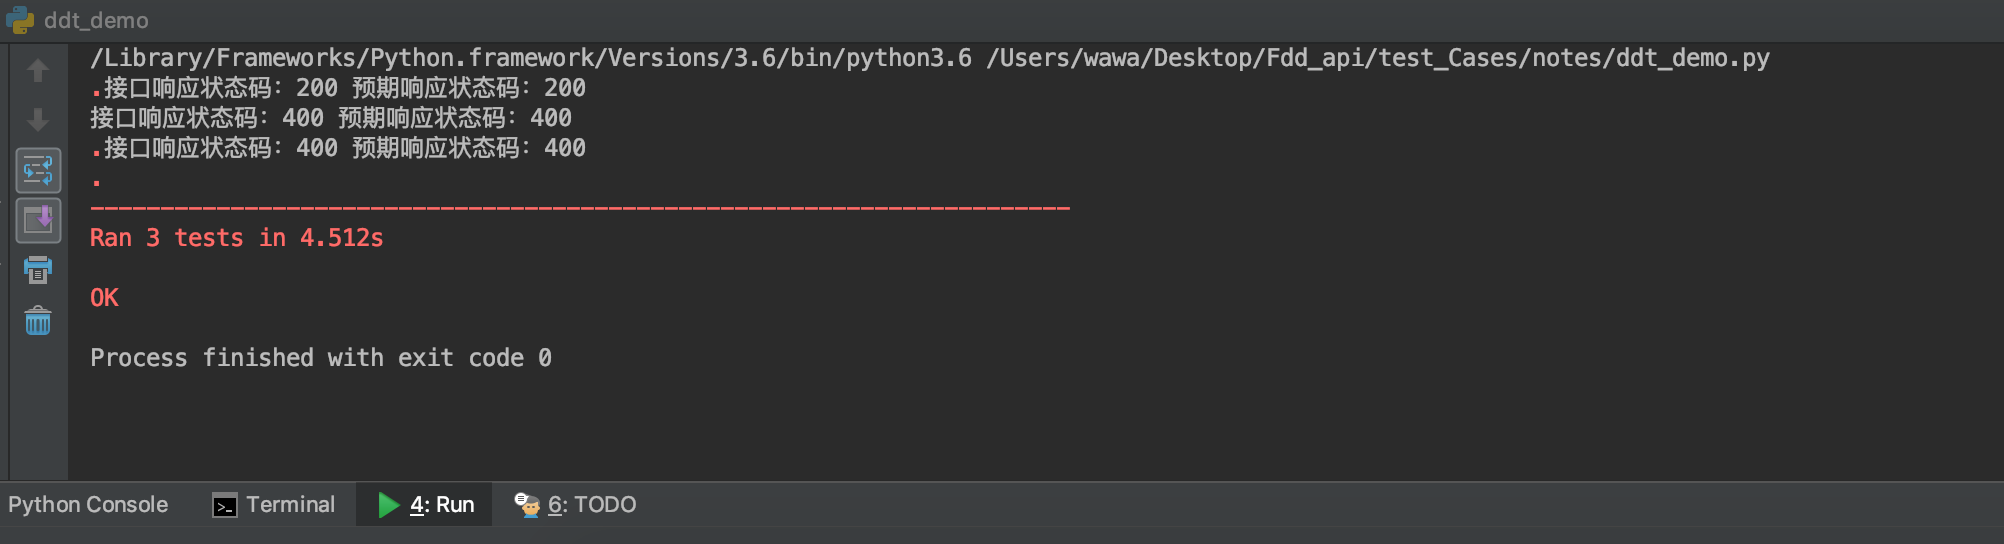 ddt_demo
/Library/Frameworks/Python.framework/Versions/3.6/bin/python3.6 /Users/wawa/Desktop/Fdd_api/test_Cases/notes/ddt_demo.py
.接口响应状态码：200 预期响应状态码：200
接口响应状态码：400 预期响应状态码：400
.接口响应状态码：400 预期响应状态码：400
.
----------------------------------------------------------------------
Ran 3 tests in 4.512s
OK
Process finished with exit code 0
Python Console Terminal 4: Run 6: TODO